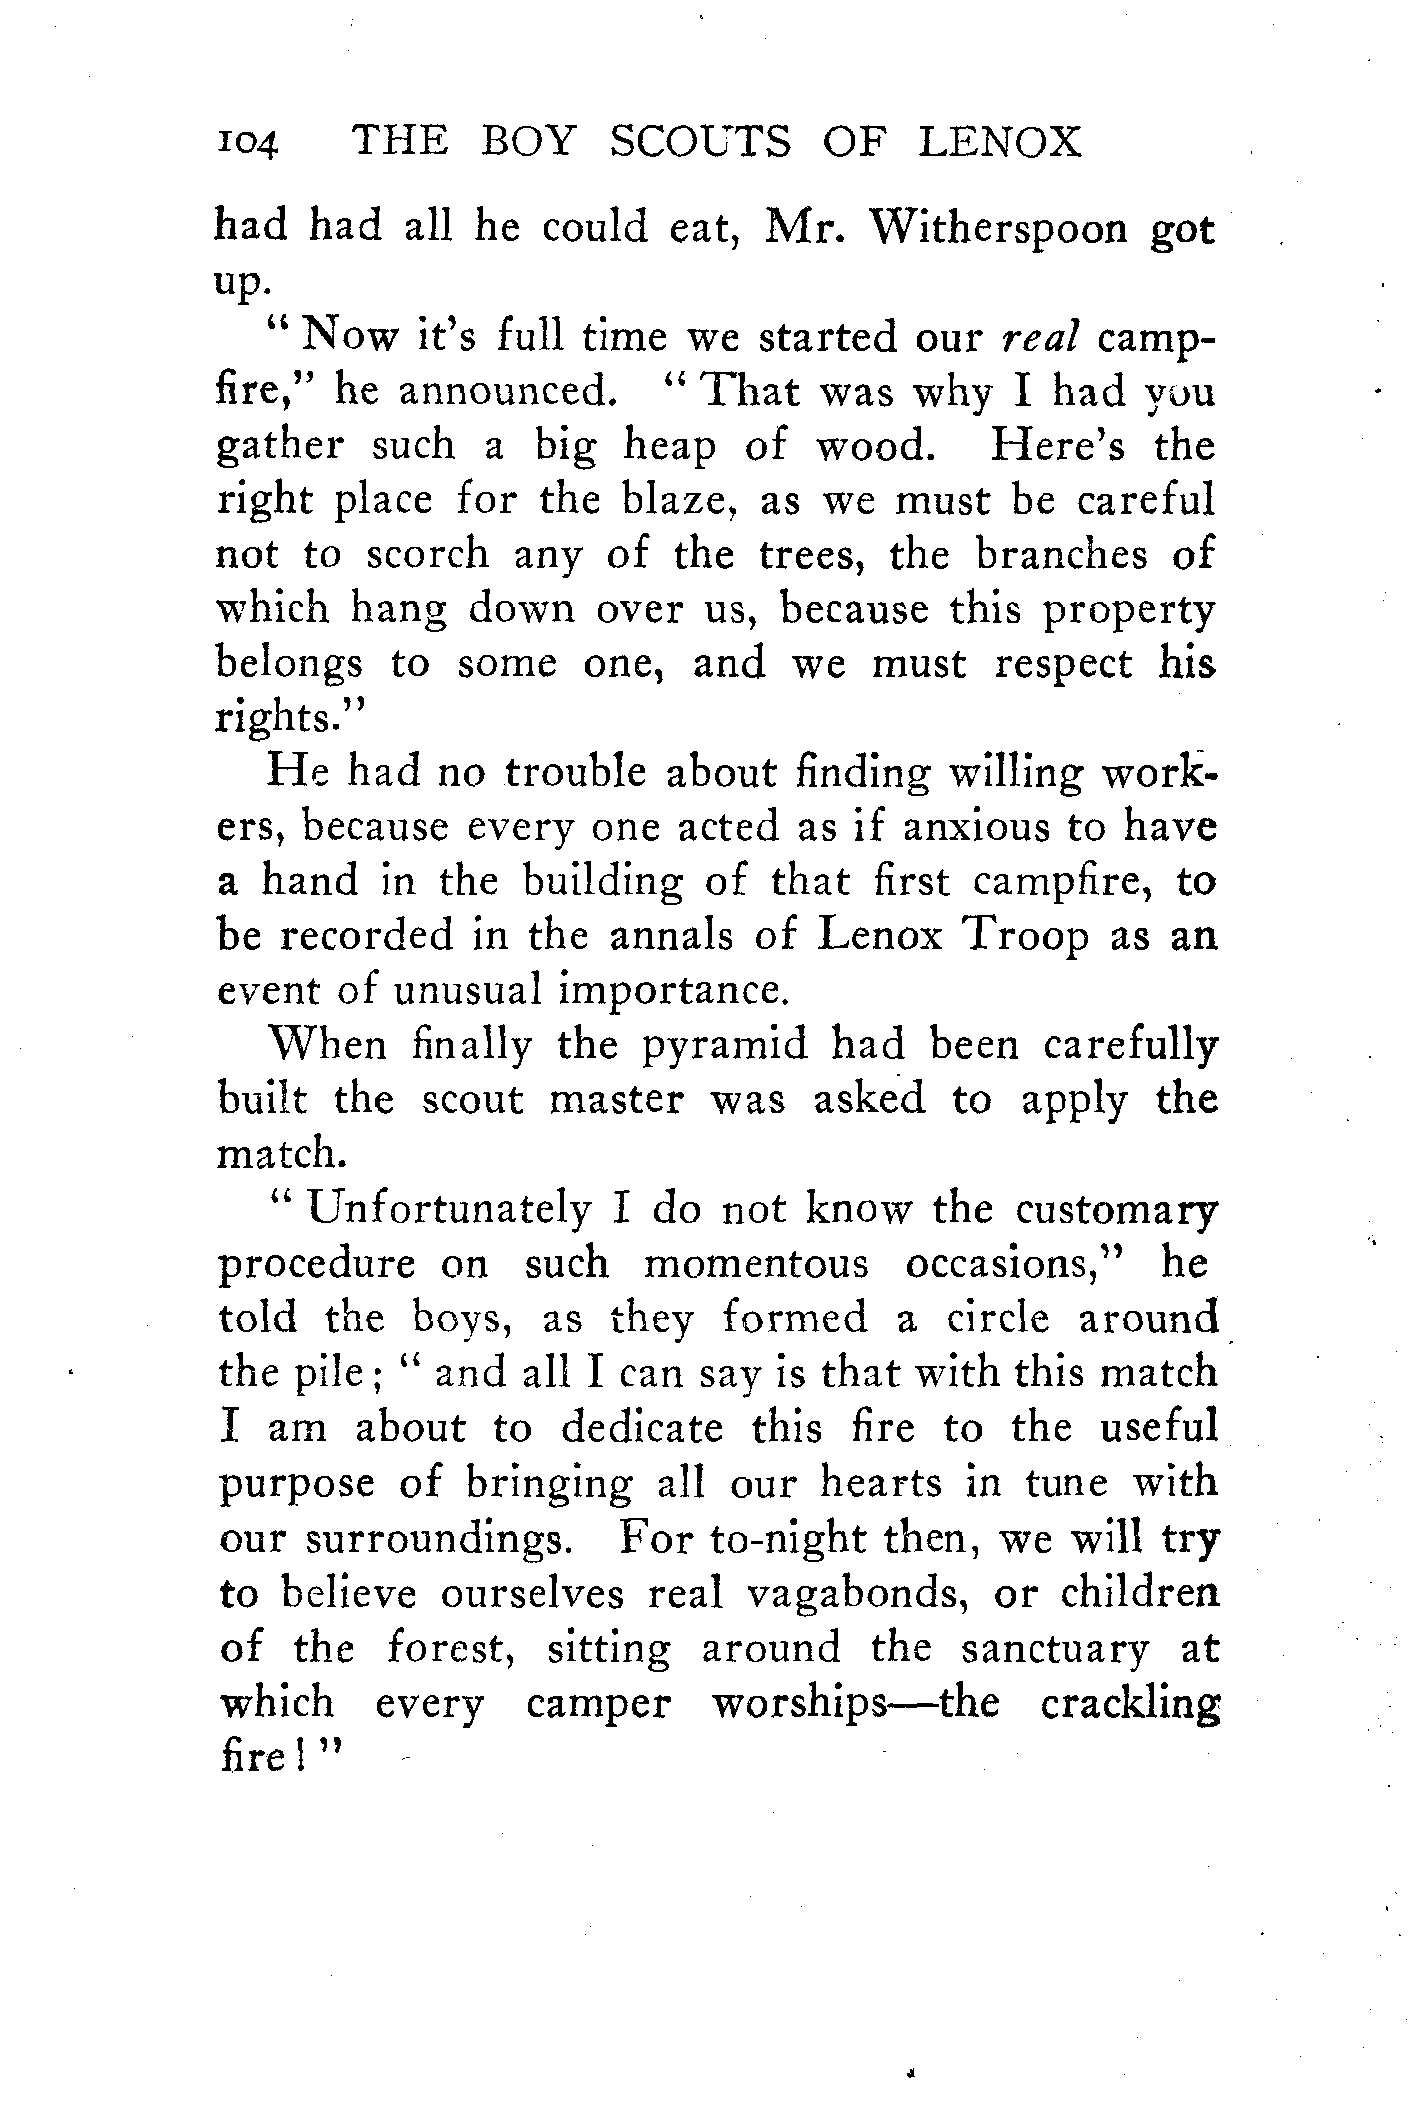 104 THE BOY SCOUTS OF LENOX
had had all he could eat, Mr. Witherspoon got
up.
“ Now it’s full time we started our real camp-
fire,” he announced. “ That was why I had you
gather such a big heap of wood. Here’s the
right place for the blaze, as we must be careful
not to scorch any of the trees, the branches of
which hang down over us, because this property
belongs to some one, and we must respect his
rights.”
He had no trouble about finding willing work-
ers, because every one acted as if anxious to have
a hand in the building of that first campfire, to
be recorded in the annals of Lenox Troop as an
event of unusual importance.
When finally the pyramid had been carefully
built the scout master was asked to apply the
match.
“ Unfortunately I do not know the customary
procedure on such momentous occasions,” he
told the boys, as they formed a circle around
the pile; “ and all I can say is that with this match
I am about to dedicate this fire to the useful
purpose of bringing all our hearts in tune with
our surroundings. For to-night then, we will try
to believe ourselves real vagabonds, or children
of the forest, sitting around the sanctuary at
which every camper worships—the crackling
fire! ”